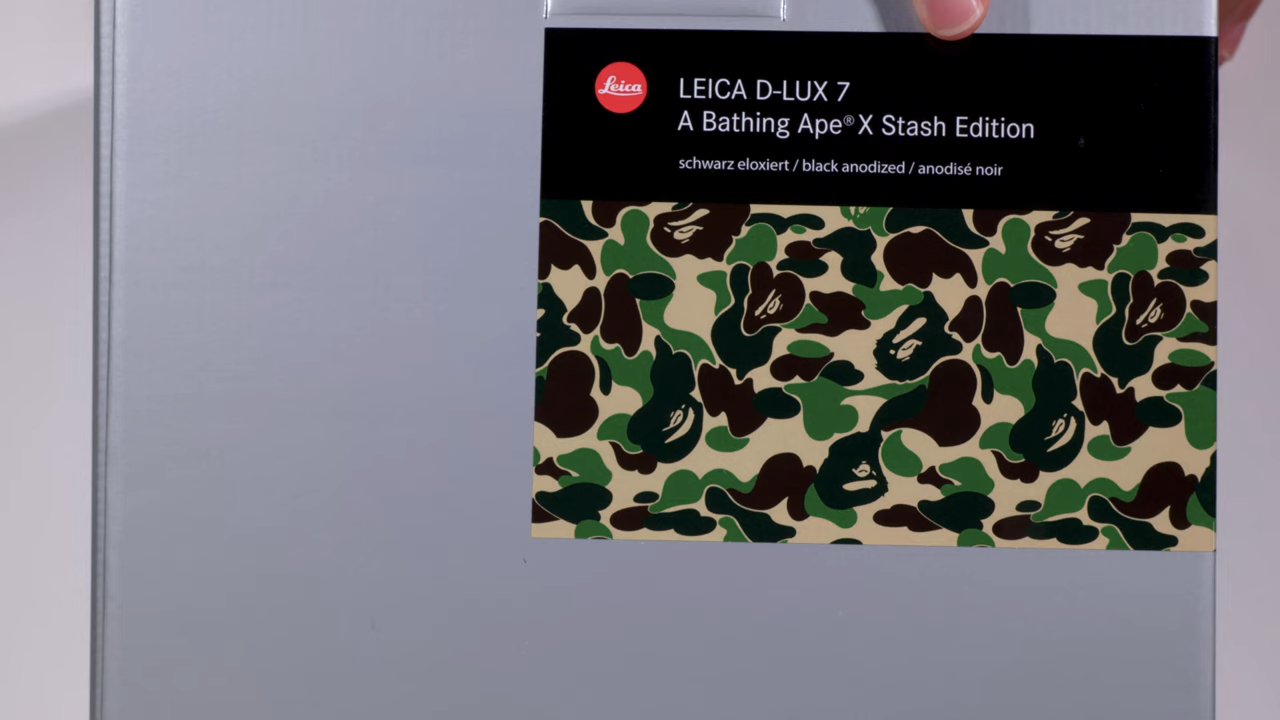 Leica
LEICA D-LUX 7
A Bathing Ape® X Stash Edition
schwarz eloxiert / black anodized / anodisé noir